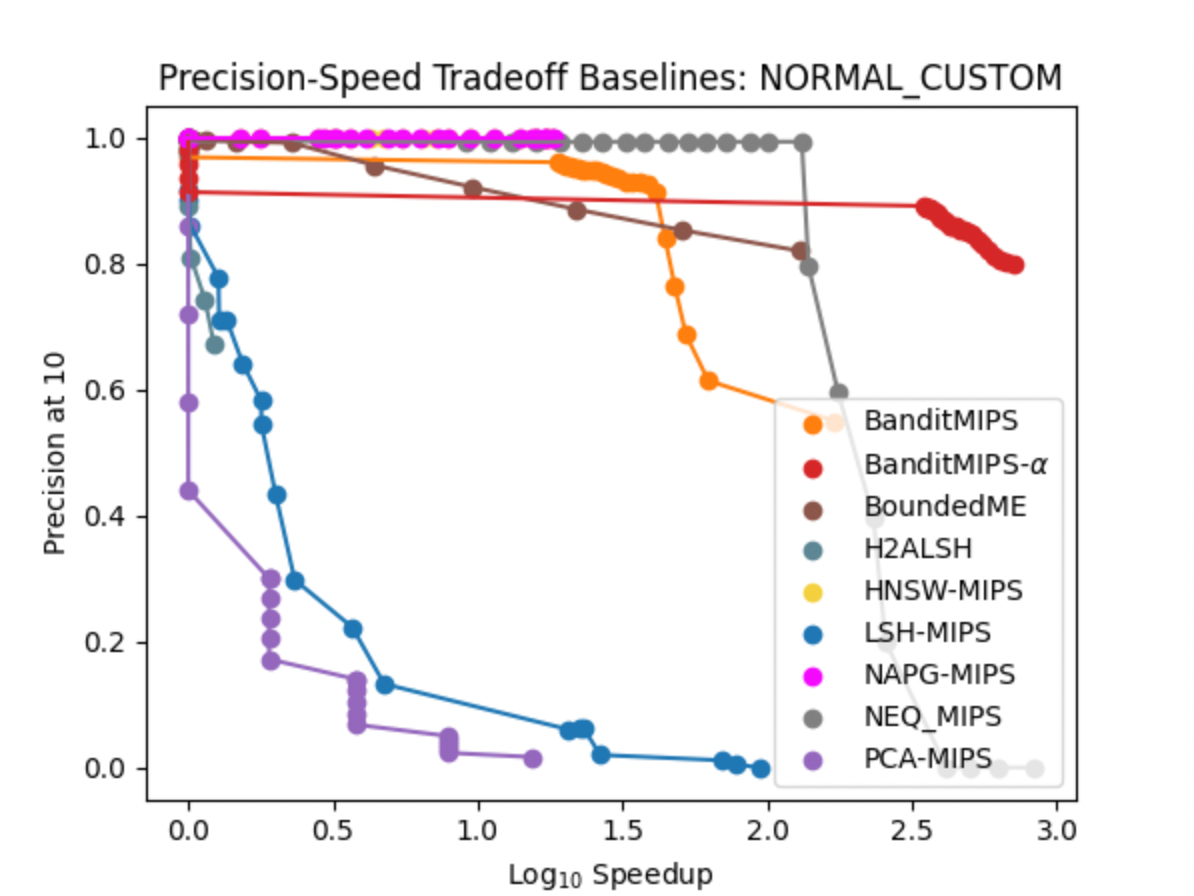 Precision-Speed Tradeoff Baselines: NORMAL_CUSTOM
1.0
0.8
0.6
0.4
0.2
0.0
Precision at 10
BanditMIPS
BanditMIPS-α
BoundedME
H2ALSH
HNSW-MIPS
LSH-MIPS
NAPG-MIPS
NEQ_MIPS
PCA-MIPS
0.0 0.5 1.0 1.5 2.0 2.5 3.0
Log₁₀ Speedup